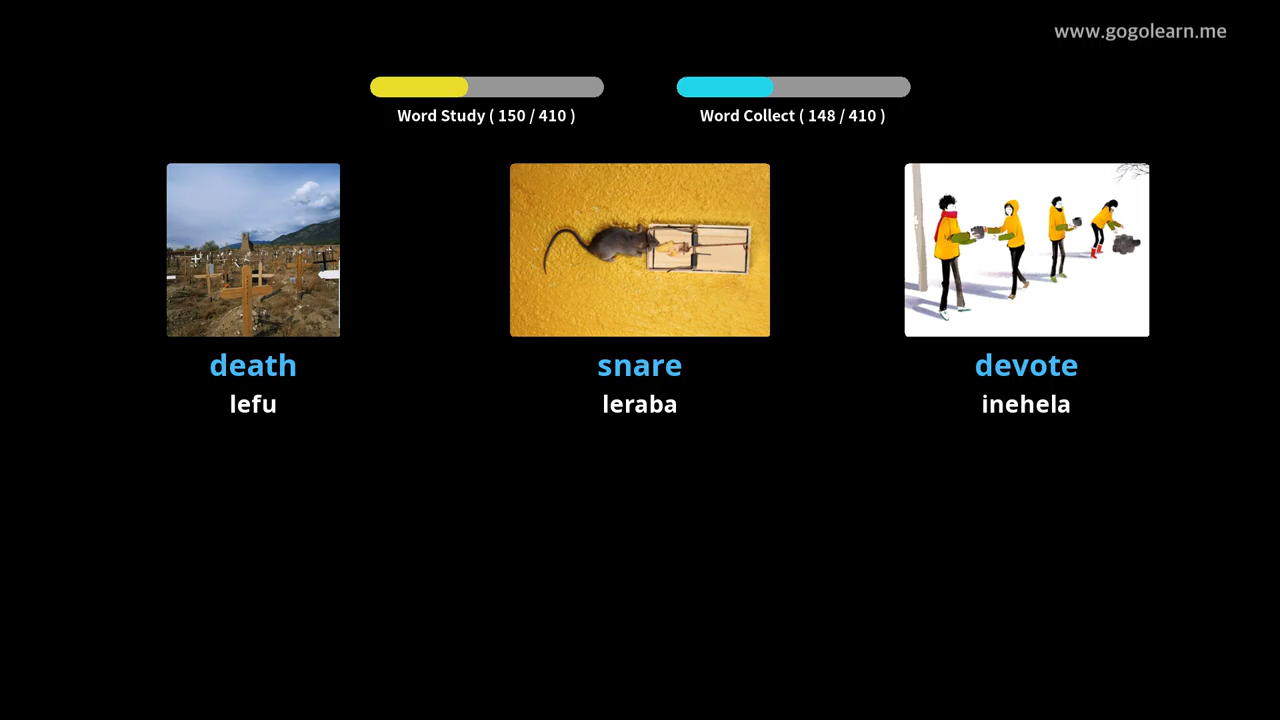 www.gogolearn.me
Word Study ( 150 / 410 )
Word Collect ( 148 / 410 )
death
lefu
snare
leraba
devote
inehela